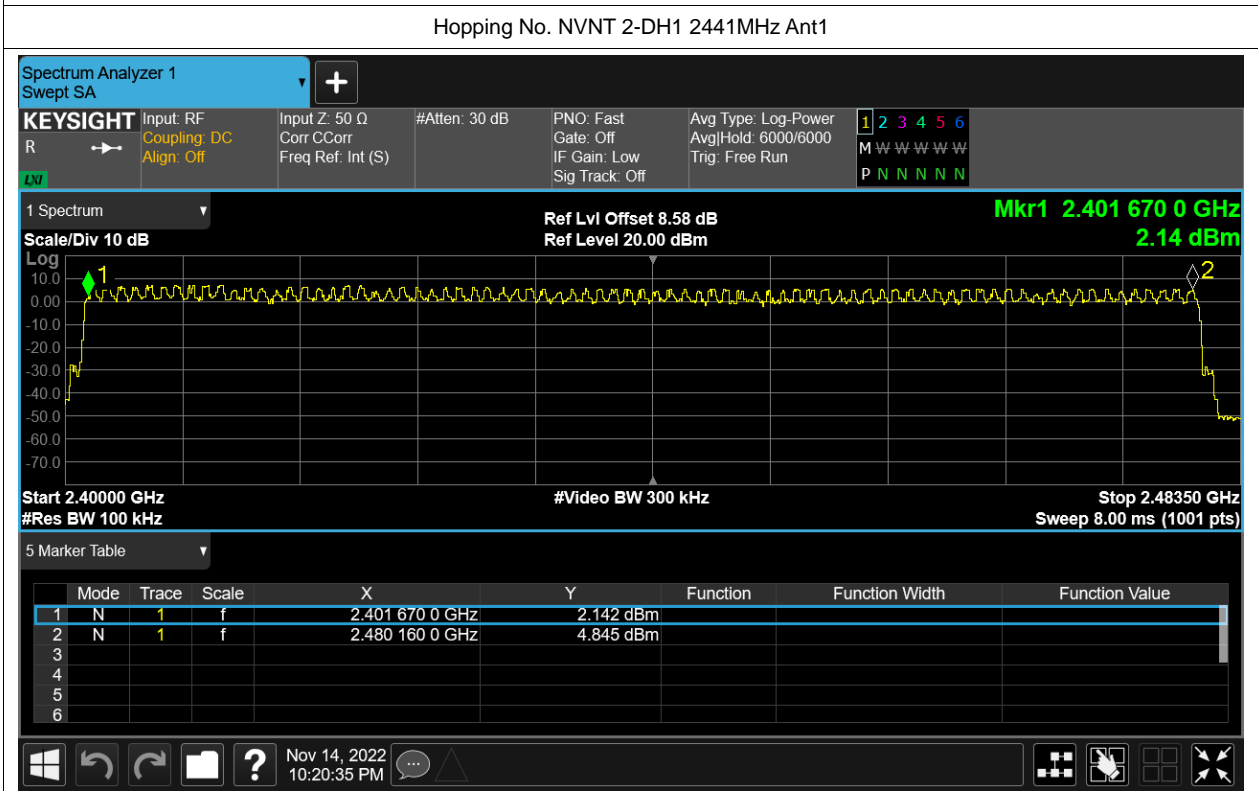 Hopping No. NVNT 2-DH1 2441MHz Ant1
Spectrum Analyzer 1
Swept SA
KEYSIGHT Input: RF Input Z: 50 Ω #Atten: 30 dB PNO: Fast Avg Type: Log-Power 1 2 3 4 5 6
R Coupling: DC Corr CCorr Gate: Off Avg|Hold: 6000/6000 M W W W W W
Align: Off Freq Ref: Int (S) IF Gain: Low Trig: Free Run
LXI Sig Track: Off P N N N N N
1 Spectrum Ref Lvl Offset 8.58 dB Mkr1 2.401 670 0 GHz
Scale/Div 10 dB Ref Level 20.00 dBm 2.14 dBm
Log
1 2
10.0
0.00
-10.0
-20.0
-30.0
-40.0
-50.0
-60.0
-70.0
Start 2.40000 GHz #Video BW 300 kHz Stop 2.48350 GHz
#Res BW 100 kHz Sweep 8.00 ms (1001 pts)
5 Marker Table
Mode Trace Scale X Y Function Function Width Function Value
1 N 1 f 2.401 670 0 GHz 2.142 dBm
2 N 1 f 2.480 160 0 GHz 4.845 dBm
3
4
5
6
? Nov 14, 2022
10:20:35 PM